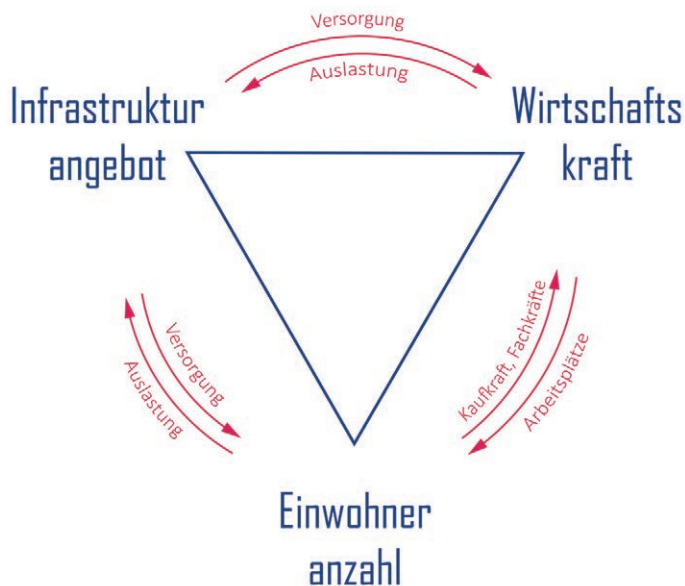 Versorgung
Auslastung
Infrastruktur
angebot
Wirtschafts
kraft
Versorgung
Auslastung
Kaufkraft, Fachkräfte
Arbeitsplätze
Einwohner
anzahl